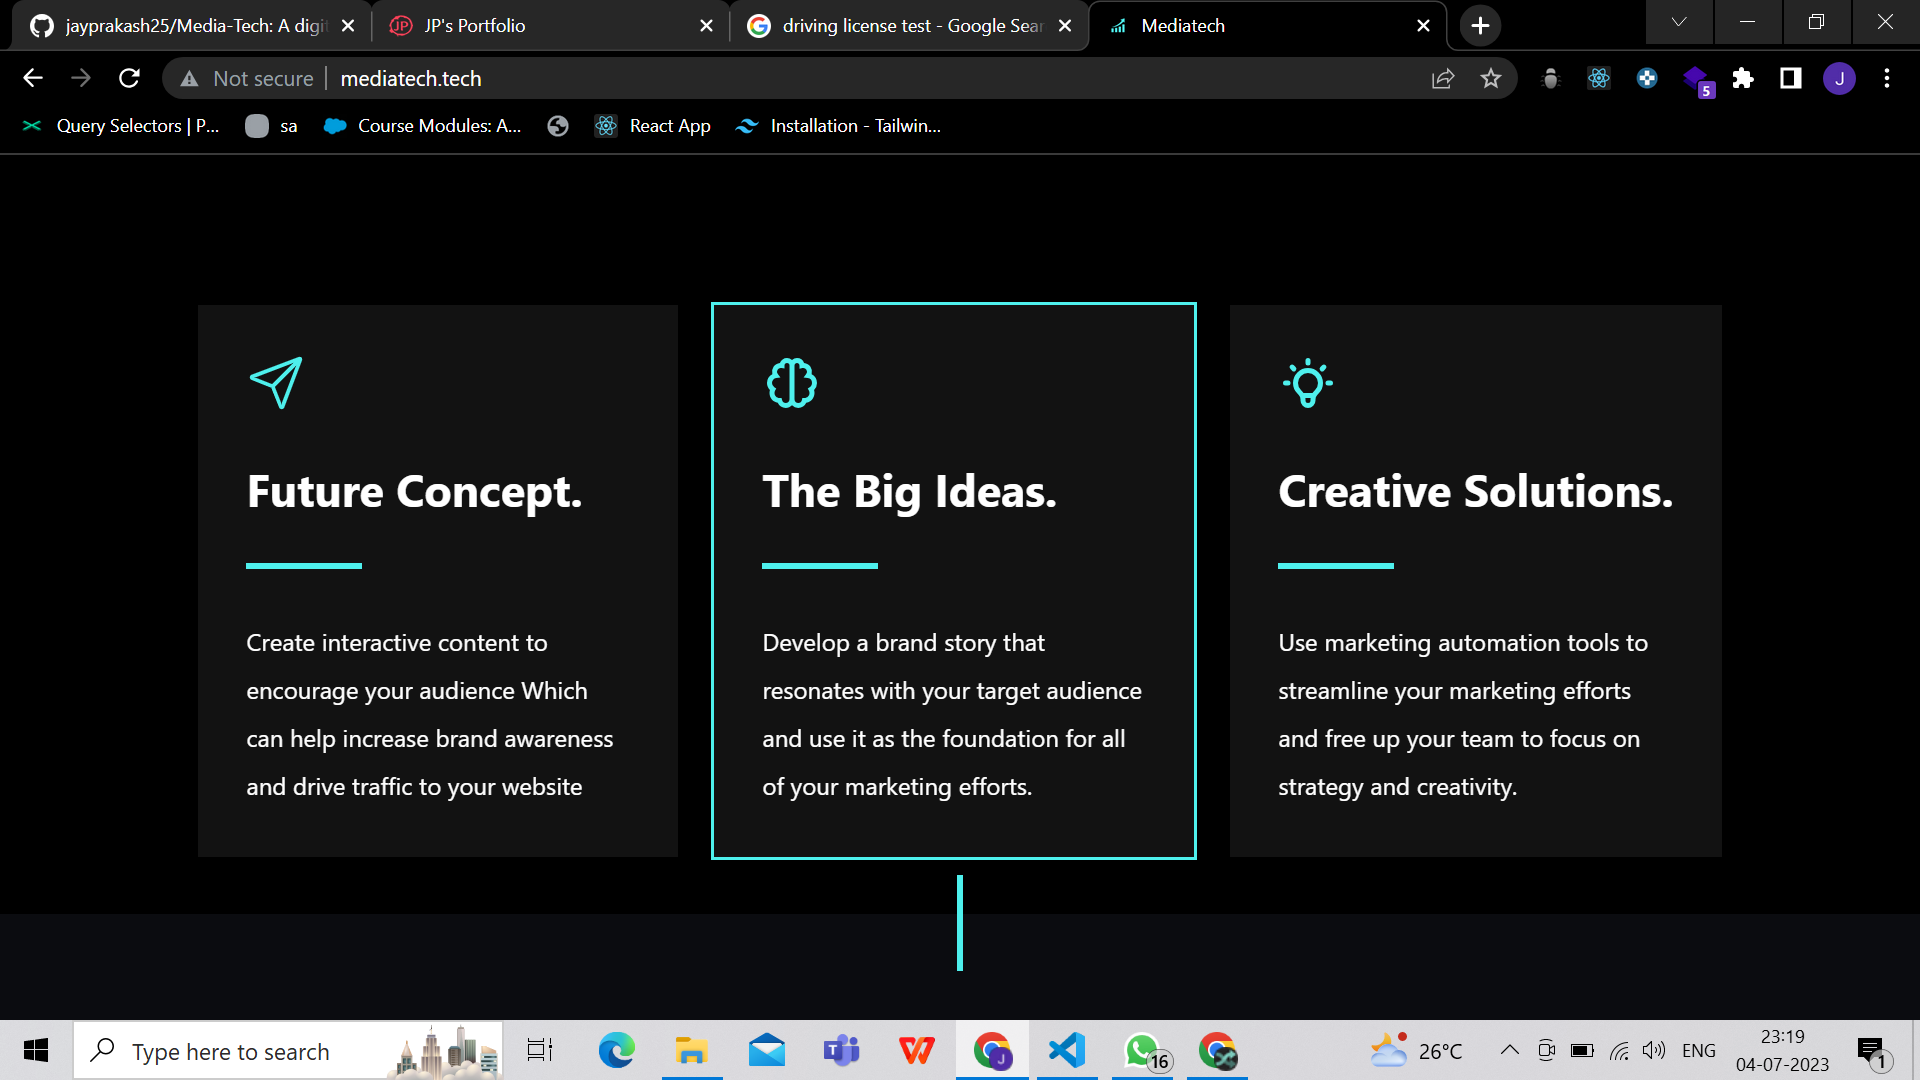 jayprakash25/Media-Tech: A digit
JP's Portfolio
driving license test - Google Sear
Mediatech
Not secure
mediatech.tech
5
J
Query Selectors | P...
sa
Course Modules: A...
React App
Installation - Tailwin...
Future Concept.
Create interactive content to
encourage your audience Which
can help increase brand awareness
and drive traffic to your website
The Big Ideas.
Develop a brand story that
resonates with your target audience
and use it as the foundation for all
of your marketing efforts.
Creative Solutions.
Use marketing automation tools to
streamline your marketing efforts
and free up your team to focus on
strategy and creativity.
Type here to search
J
16
26°C
ENG
23:19
04-07-2023
1